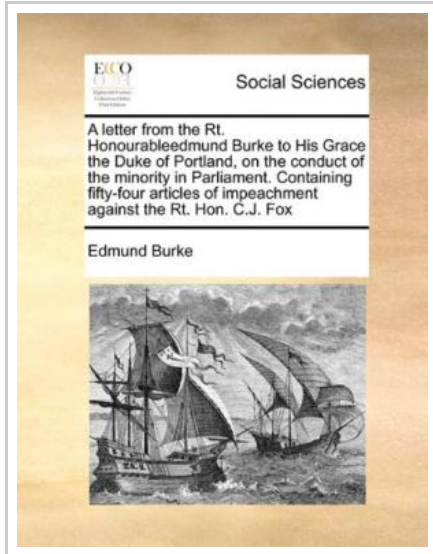 ECCO
Social Sciences
A letter from the Rt.
Honourableedmund Burke to His Grace
the Duke of Portland, on the conduct of
the minority in Parliament. Containing
fifty-four articles of impeachment
against the Rt. Hon. C.J. Fox
Edmund Burke